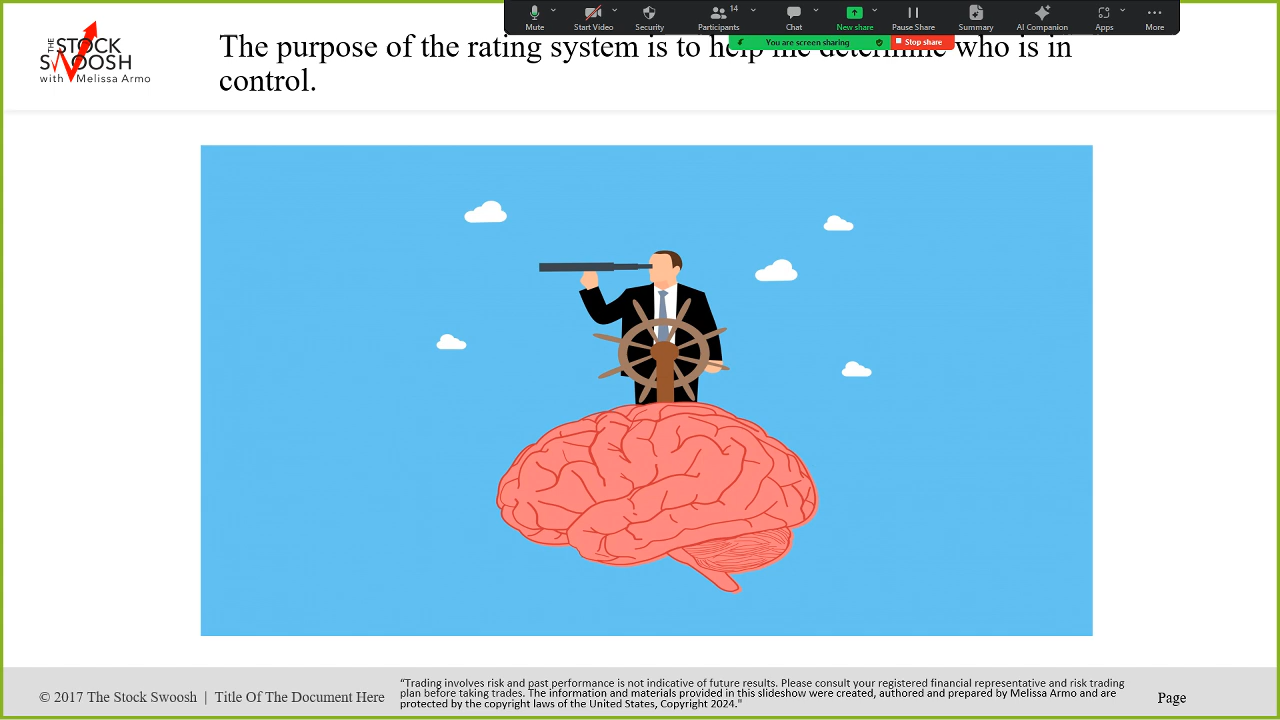 Mute
Start Video
Security
14
Participants
Chat
New share
Pause Share
Summary
AI Companion
Apps
More
You are screen sharing
Stop share
THE
STOCK
SWOOSH
with Melissa Armo
The purpose of the rating system is to help me determine who is in
control.
© 2017 The Stock Swoosh | Title Of The Document Here
“Trading involves risk and past performance is not indicative of future results. Please consult your registered financial representative and risk trading
plan before taking trades. The information and materials provided in this slideshow were created, authored and prepared by Melissa Armo and are
protected by the copyright laws of the United States, Copyright 2024."
Page